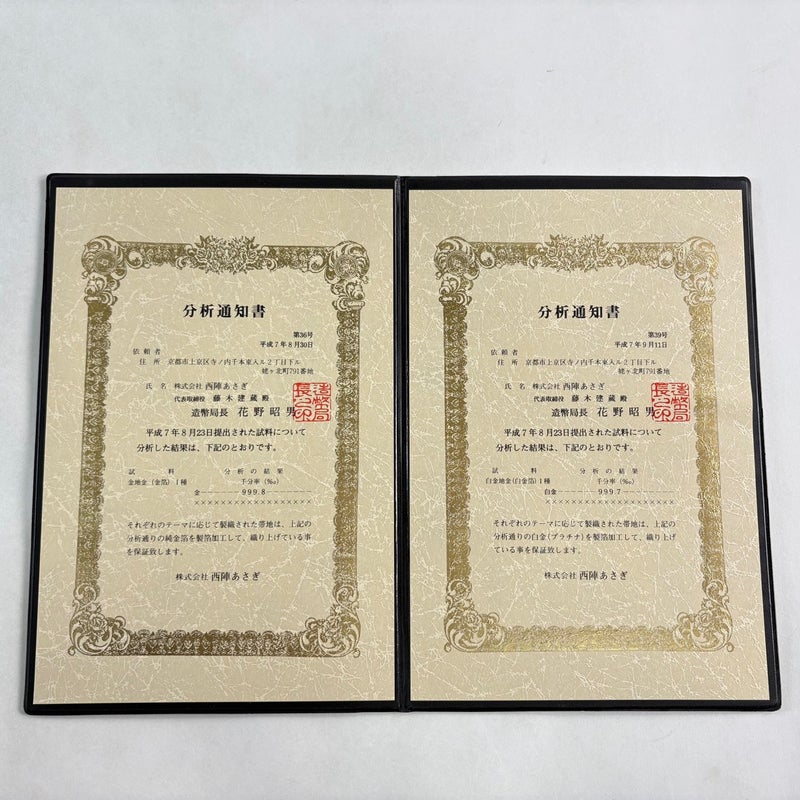 分析通知書
第36号
平成7年8月30日
依頼者
住所 京都市上京区寺ノ内千本東入ル2丁目下ル
姥ヶ北町791番地
氏名 株式会社 西陣あさぎ
代表取締役 藤木建蔵殿
造幣局長 花野昭男
造幣局長之印
平成7年8月23日提出された試料について
分析した結果は、下記のとおりです。
試料 分析の結果
金地金(金箔)1種 千分率(‰)
金--------999.8--------
××××××××××××××××××××
それぞれのテーマに応じて製織された帯地は、上記の
分析通りの純金箔を製箔加工して、織り上げている事
を保証致します。
株式会社 西陣あさぎ
分析通知書
第39号
平成7年9月11日
依頼者
住所 京都市上京区寺ノ内千本東入ル2丁目下ル
姥ヶ北町791番地
氏名 株式会社 西陣あさぎ
代表取締役 藤木建蔵殿
造幣局長 花野昭男
造幣局長之印
平成7年8月23日提出された試料について
分析した結果は、下記のとおりです。
試料 分析の結果
白金地金(白金箔)1種 千分率(‰)
白金--------999.7--------
××××××××××××××××××××
それぞれのテーマに応じて製織された帯地は、上記の
分析通りの白金(プラチナ)を製箔加工して、織り上げ
ている事を保証致します。
株式会社 西陣あさぎ